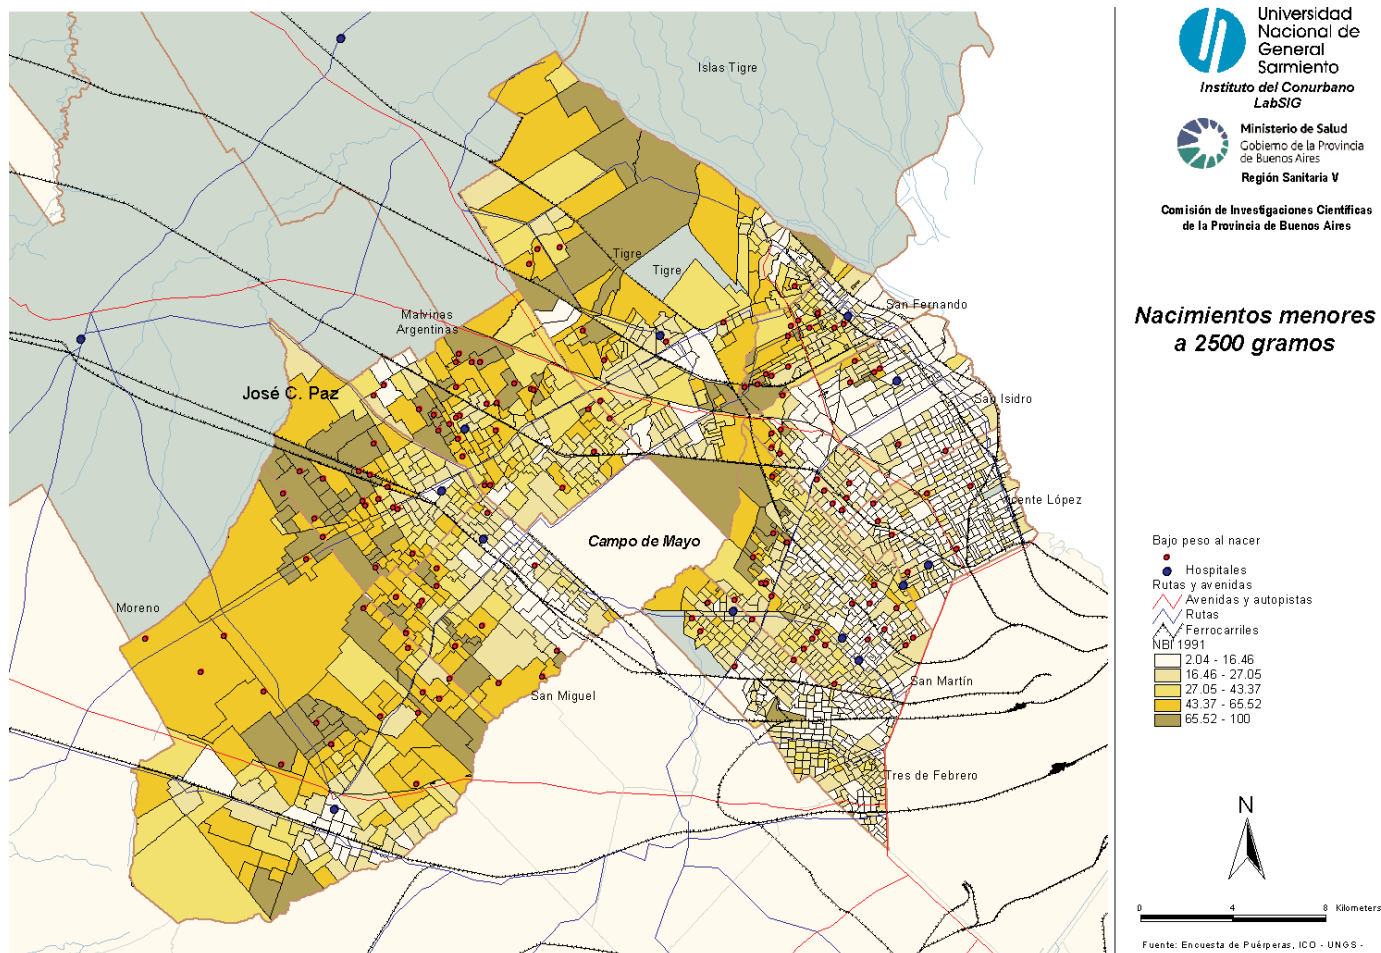 Islas Tigre
Tigre
Tigre
San Fernando
Malvinas
Argentinas
José C. Paz
San Isidro
Vicente López
Campo de Mayo
Moreno
San Miguel
San Martín
Tres de Febrero
Universidad
Nacional de
General
Sarmiento
Instituto del Conurbano
LabSIG
Ministerio de Salud
Gobierno de la Provincia
de Buenos Aires
Región Sanitaria V
Comisión de Investigaciones Científicas
de la Provincia de Buenos Aires
Nacimientos menores
a 2500 gramos
Bajo peso al nacer
Hospitales
Rutas y avenidas
Avenidas y autopistas
Rutas
Ferrocarriles
NBI 1991
2.04 - 16.46
16.46 - 27.05
27.05 - 43.37
43.37 - 65.52
65.52 - 100
N
0 4 8 Kilometers
Fuente: Encuesta de Puérperas, ICO - UNGS -